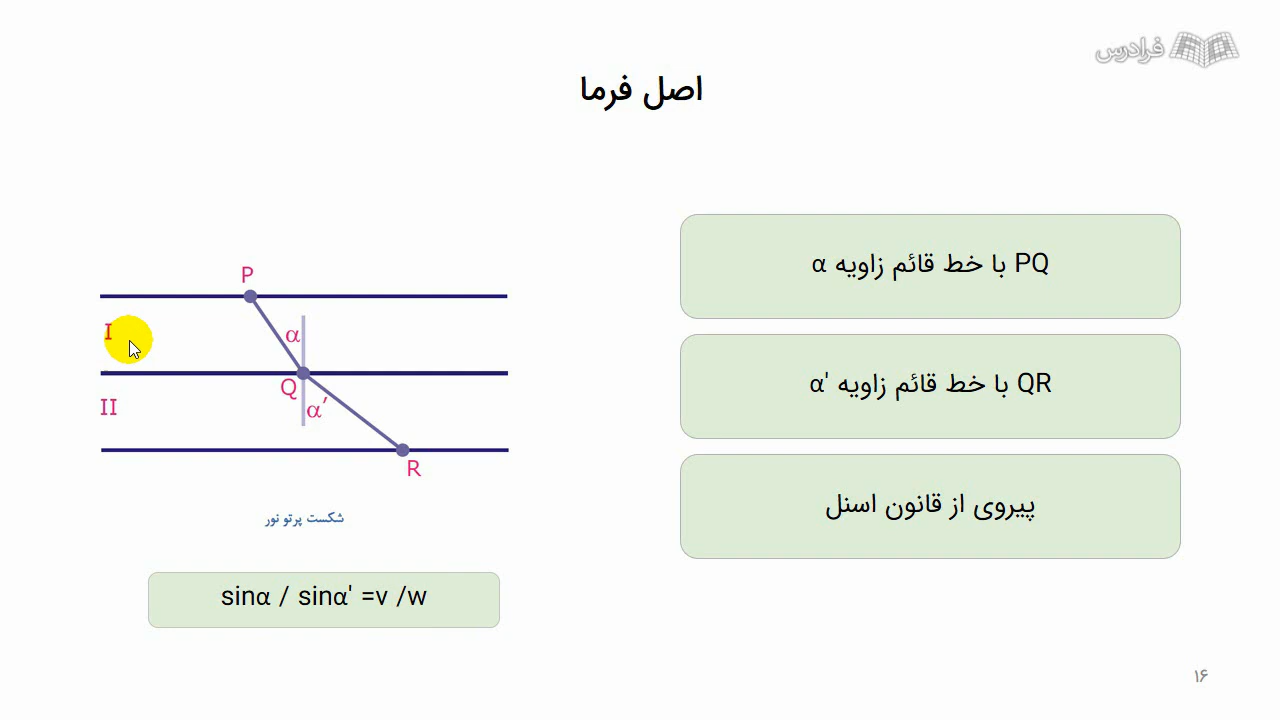 فرادرس
اصل فرما
PQ با خط قائم زاویه α
QR با خط قائم زاویه α'
پیروی از قانون اسنل
P
I
α
Q
II
α′
R
شکست پرتو نور
sinα / sinα' =v /w
۱۶